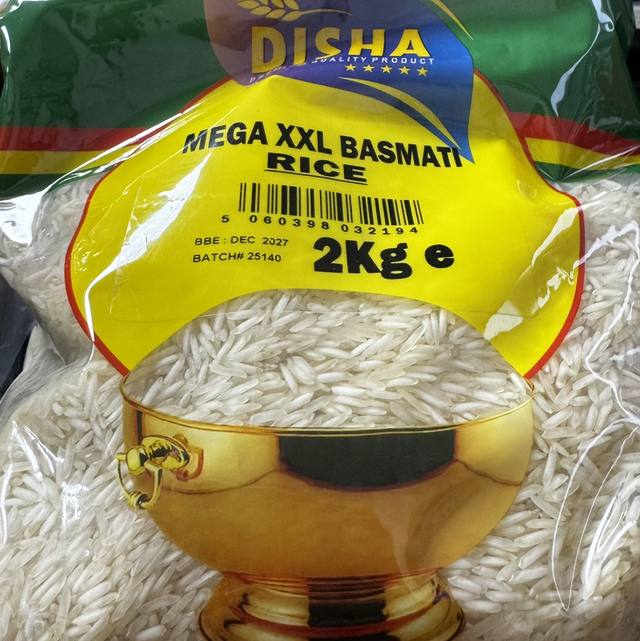 DISHA
QUALITY PRODUCT
MEGA XXL BASMATI
RICE
5 060398 032194
BBE : DEC 2027
BATCH# 25140
2Kg e